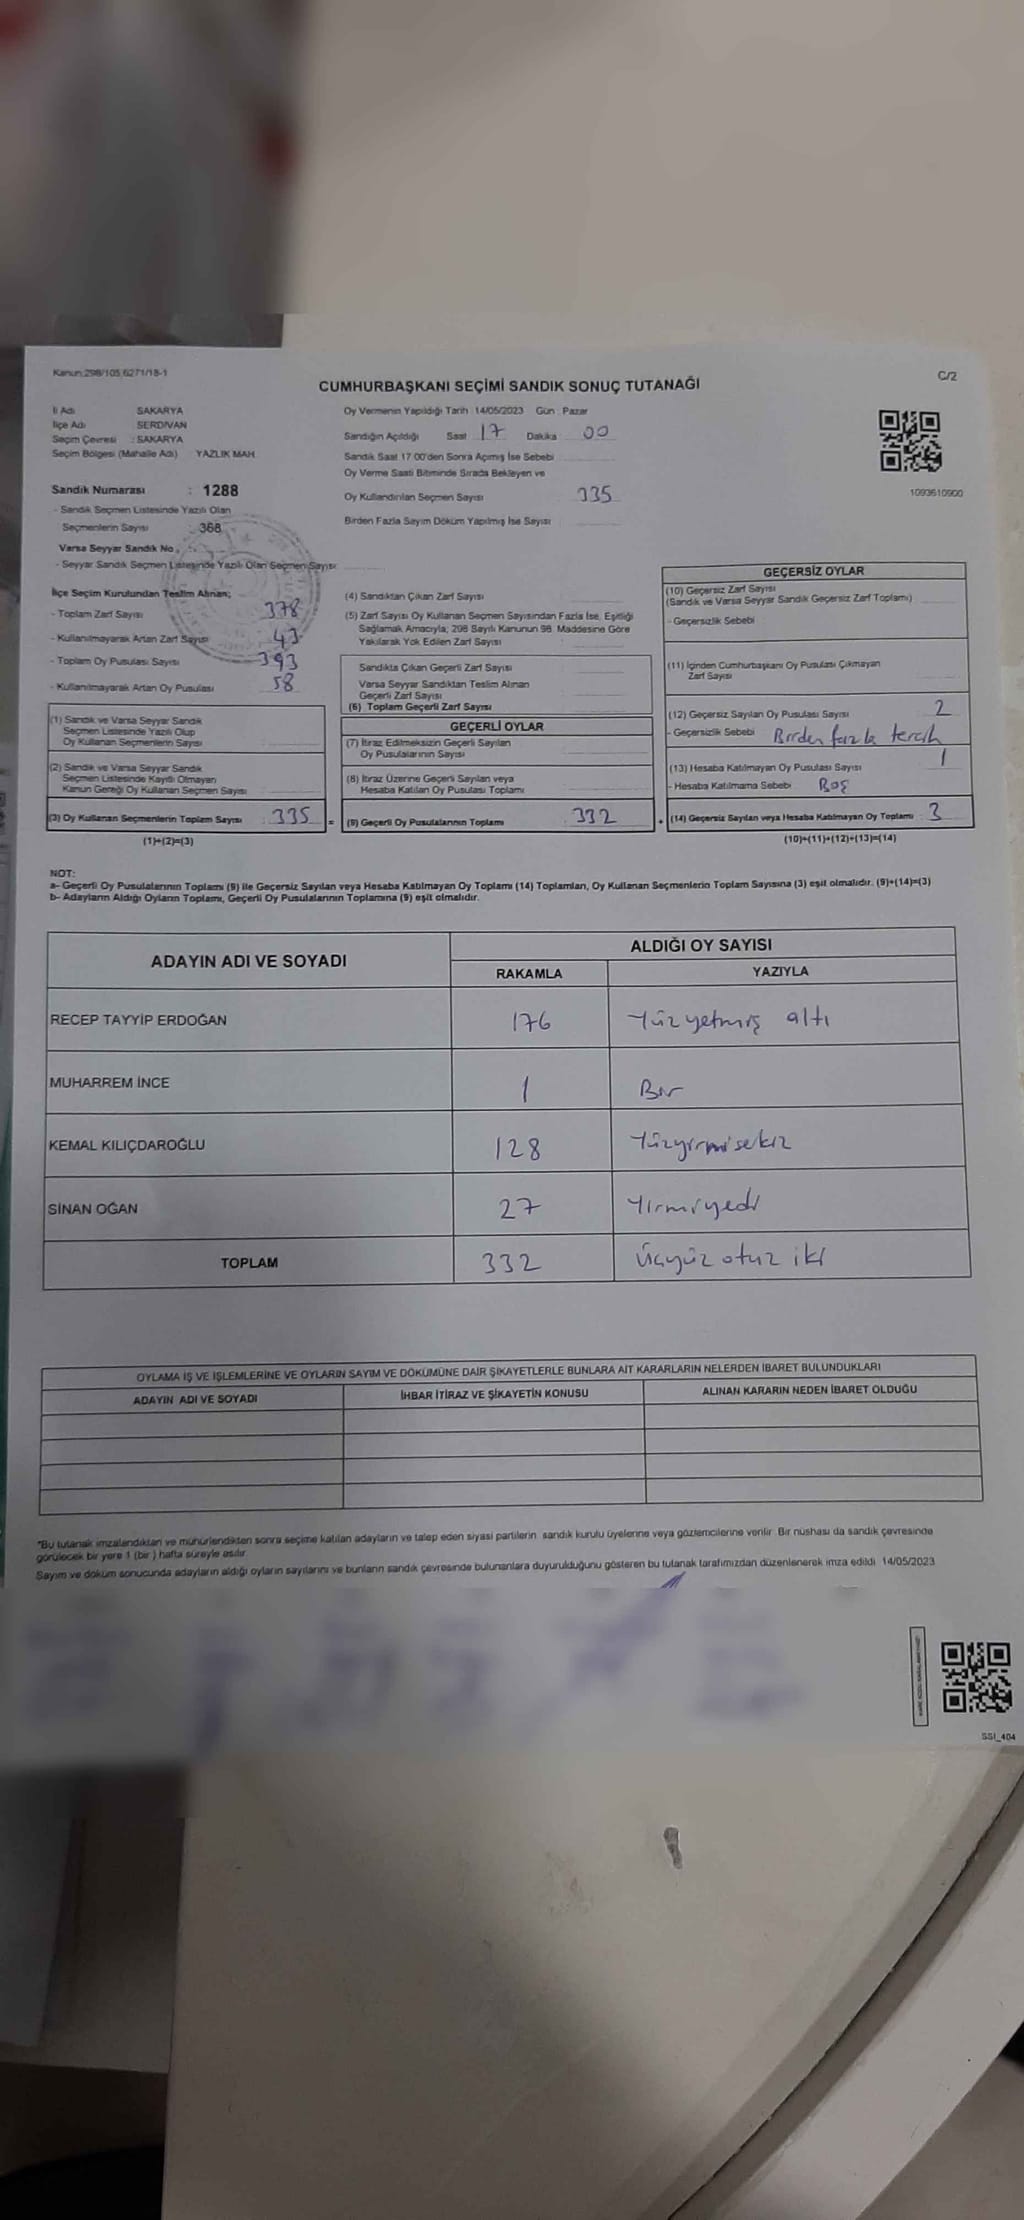 Kanun:298/105,6271/18-1
C/2
CUMHURBAŞKANI SEÇİMİ SANDIK SONUÇ TUTANAĞI
İl Adı SAKARYA
İlçe Adı SERDİVAN
Seçim Çevresi : SAKARYA
Seçim Bölgesi (Mahalle Adı) YAZLIK MAH.
Sandık Numarası : 1288
- Sandık Seçmen Listesinde Yazılı Olan
Seçmenlerin Sayısı : 368
Varsa Seyyar Sandık No :
- Seyyar Sandık Seçmen Listesinde Yazılı Olan Seçmen Sayısı
Oy Vermenin Yapıldığı Tarih : 14/05/2023 Gün : Pazar
Sandığın Açıldığı Saat 17 Dakika 00
Sandık Saat 17.00'den Sonra Açımış İse Sebebi
Oy Verme Saati Bitiminde Sırada Bekleyen ve
Oy Kullandırılan Seçmen Sayısı 335
Birden Fazla Sayım Döküm Yapılmış İse Sayısı
1093610900
İlçe Seçim Kurulundan Teslim Alınan;
- Toplam Zarf Sayısı 378
- Kullanılmayarak Artan Zarf Sayısı 43
- Toplam Oy Pusulası Sayısı 393
- Kullanılmayarak Artan Oy Pusulası 58
(1) Sandık ve Varsa Seyyar Sandık
Seçmen Listesinde Yazılı Olup
Oy Kullanan Seçmenlerin Sayısı
(2) Sandık ve Varsa Seyyar Sandık
Seçmen Listesinde Kayıtlı Olmayan
Kanun Gereği Oy Kullanan Seçmen Sayısı
(3) Oy Kullanan Seçmenlerin Toplam Sayısı 335 =
(1)+(2)=(3)
(4) Sandıktan Çıkan Zarf Sayısı
(5) Zarf Sayısı Oy Kullanan Seçmen Sayısından Fazla İse, Eşitliği
Sağlamak Amacıyla, 298 Sayılı Kanunun 98. Maddesine Göre
Yakılarak Yok Edilen Zarf Sayısı
Sandıkta Çıkan Geçerli Zarf Sayısı
Varsa Seyyar Sandıktan Teslim Alınan
Geçerli Zarf Sayısı
(6) Toplam Geçerli Zarf Sayısı
GEÇERLİ OYLAR
(7) İtiraz Edilmeksizin Geçerli Sayılan
Oy Pusulalarının Sayısı
(8) İtiraz Üzerine Geçerli Sayılan veya
Hesaba Katılan Oy Pusulası Toplamı
(9) Geçerli Oy Pusulalarının Toplamı 332 +
GEÇERSİZ OYLAR
(10) Geçersiz Zarf Sayısı
(Sandık ve Varsa Seyyar Sandık Geçersiz Zarf Toplamı)
- Geçersizlik Sebebi
(11) İçinden Cumhurbaşkanı Oy Pusulası Çıkmayan
Zarf Sayısı
(12) Geçersiz Sayılan Oy Pusulası Sayısı 2
- Geçersizlik Sebebi Birden fazla tercih
(13) Hesaba Katılmayan Oy Pusulası Sayısı 1
- Hesaba Katılmama Sebebi Boş
(14) Geçersiz Sayılan veya Hesaba Katılmayan Oy Toplamı 3
(10)+(11)+(12)+(13)=(14)
NOT:
a- Geçerli Oy Pusulalarının Toplamı (9) ile Geçersiz Sayılan veya Hesaba Katılmayan Oy Toplamı (14) Toplamları, Oy Kullanan Seçmenlerin Toplam Sayısına (3) eşit olmalıdır. (9)+(14)=(3)
b- Adayların Aldığı Oyların Toplamı, Geçerli Oy Pusulalarının Toplamına (9) eşit olmalıdır.
ADAYIN ADI VE SOYADI
ALDIĞI OY SAYISI
RAKAMLA YAZIYLA
RECEP TAYYİP ERDOĞAN 176 Yüzyetmiş altı
MUHARREM İNCE 1 Bir
KEMAL KILIÇDAROĞLU 128 Yüzyirmisekiz
SİNAN OĞAN 27 Yirmiyedi
TOPLAM 332 Üçyüz otuz iki
OYLAMA İŞ VE İŞLEMLERİNE VE OYLARIN SAYIM VE DÖKÜMÜNE DAİR ŞİKAYETLERLE BUNLARA AİT KARARLARIN NELERDEN İBARET BULUNDUKLARI
ADAYIN ADI VE SOYADI İHBAR İTİRAZ VE ŞİKAYETİN KONUSU ALINAN KARARIN NEDEN İBARET OLDUĞU
*Bu tutanak imzalandıktan ve mühürlendikten sonra seçime katılan adayların ve talep eden siyasi partilerin sandık kurulu üyelerine veya gözlemcilerine verilir. Bir nüshası da sandık çevresinde
görülecek bir yere 1 (bir ) hafta süreyle asılır.
Sayım ve döküm sonucunda adayların aldığı oyların sayılarını ve bunların sandık çevresinde bulunanlara duyurulduğunu gösteren bu tutanak tarafımızdan düzenlenerek imza edildi 14/05/2023
SSI_404